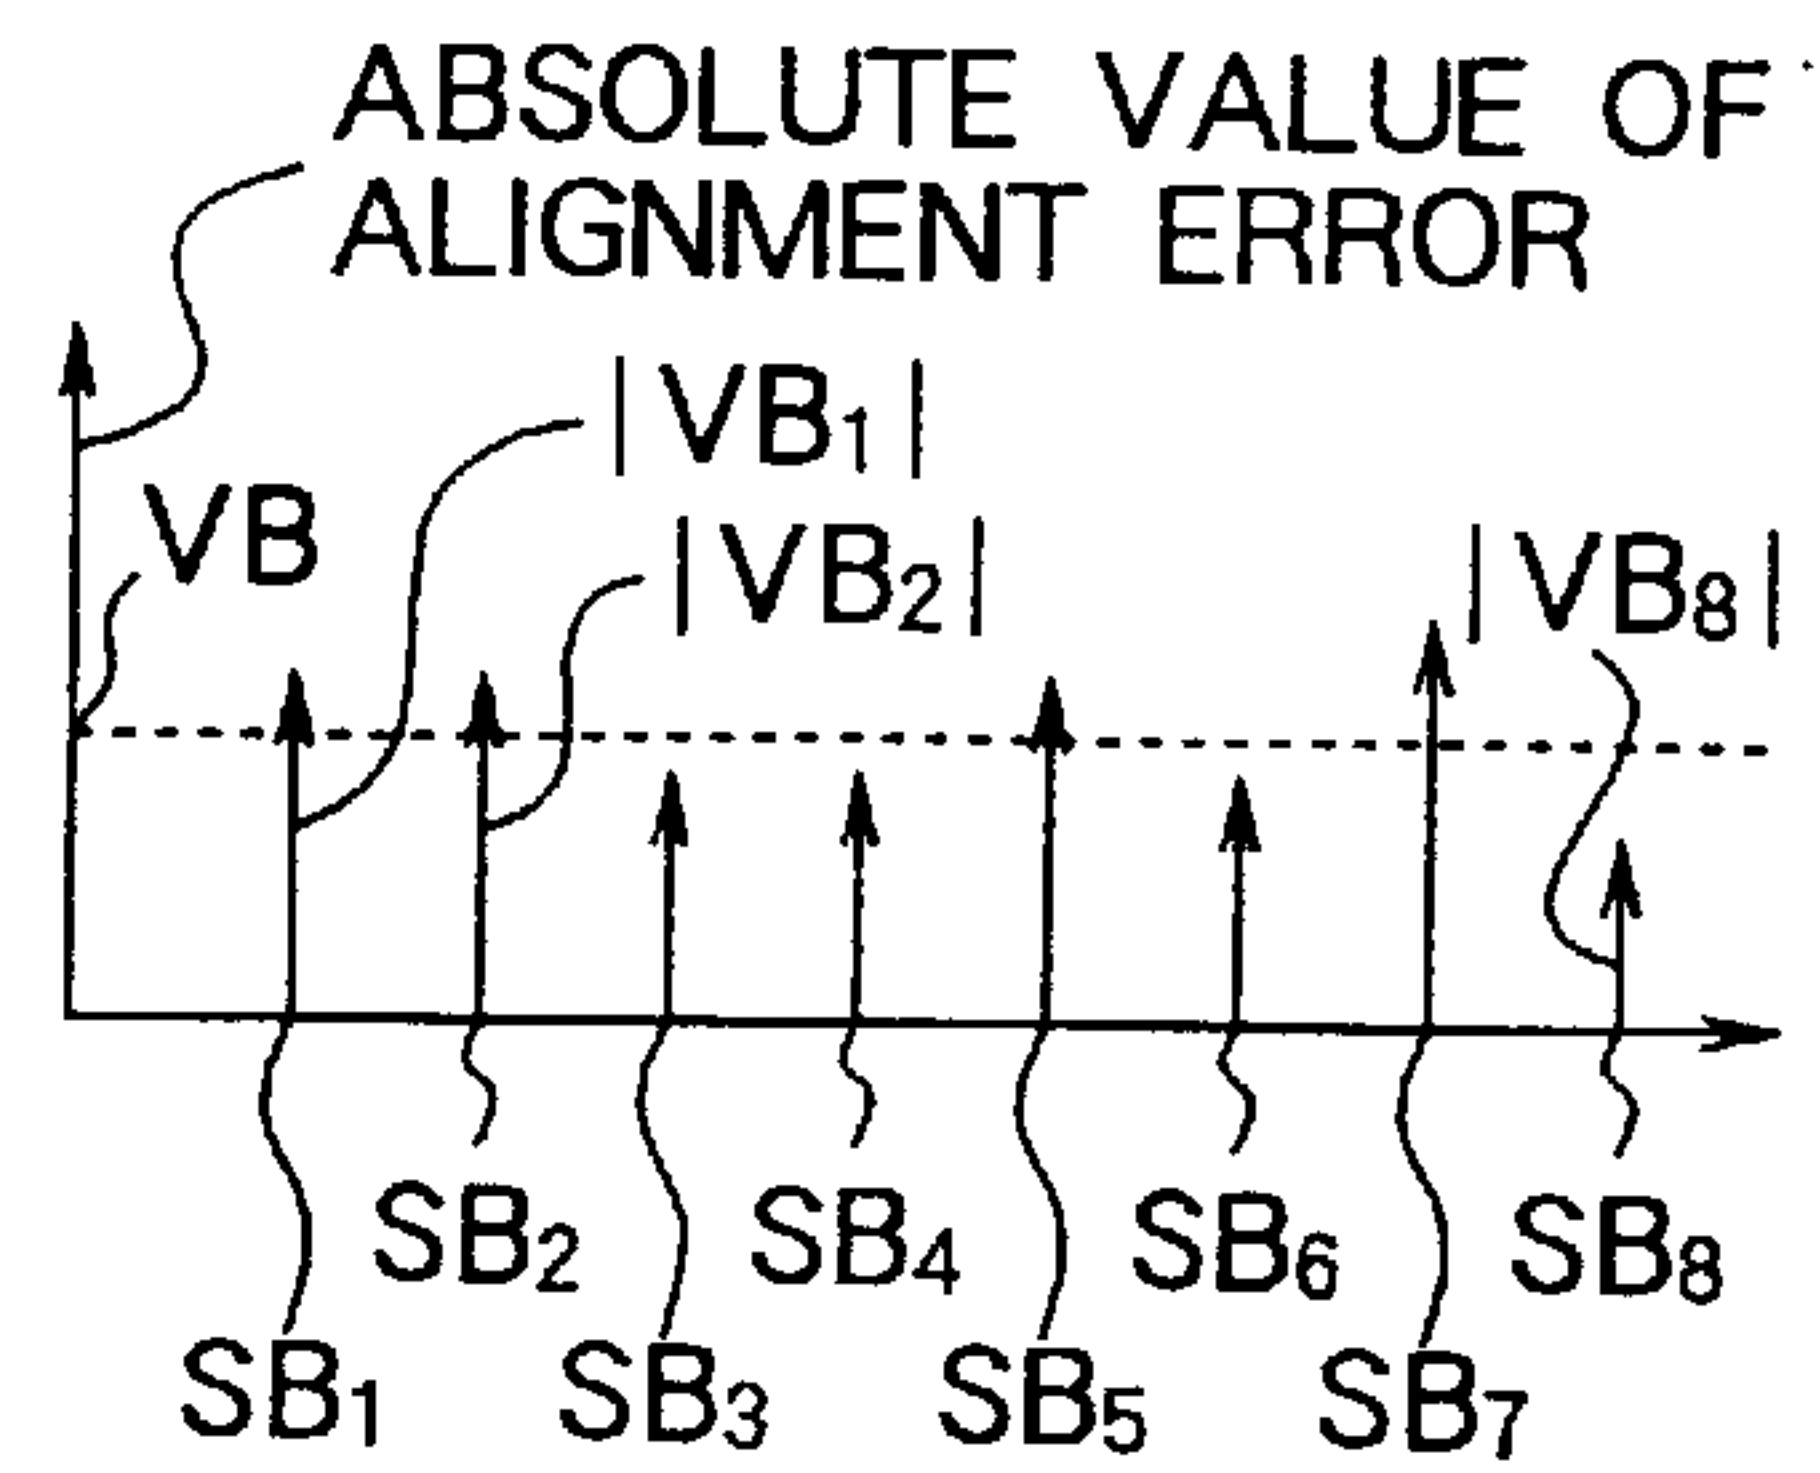 ABSOLUTE VALUE OF
ALIGNMENT ERROR
|VB₁|
VB
|VB₂|
|VB₈|
SB₂ SB₄ SB₆ SB₈
SB₁ SB₃ SB₅ SB₇